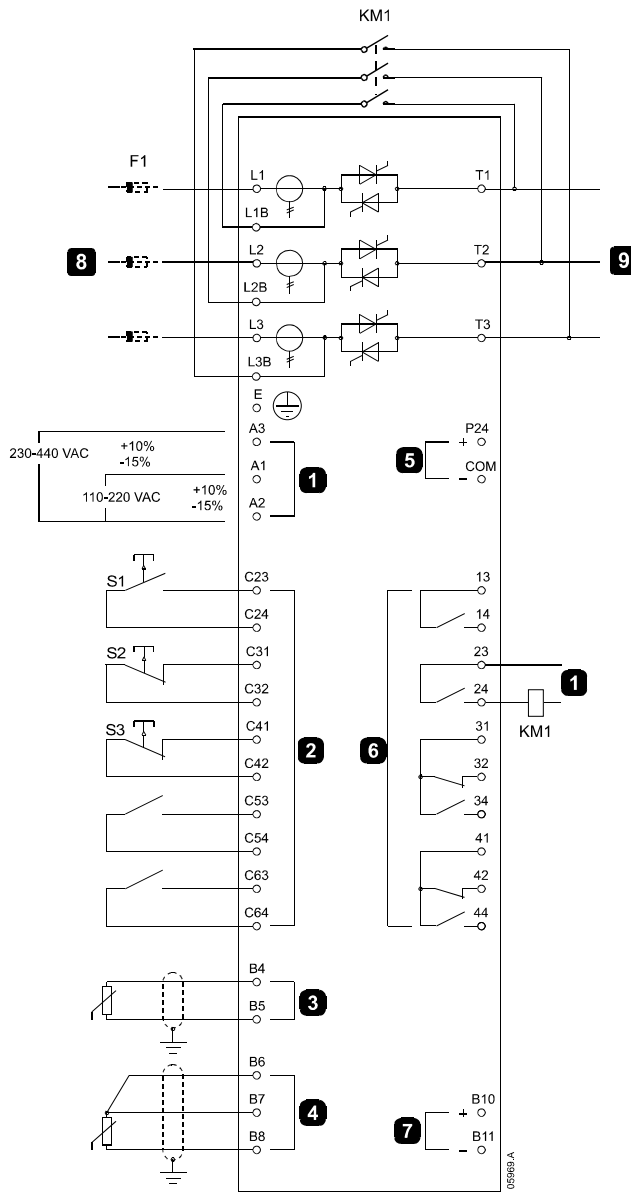 KM1
F1
L1
T1
L1B
8
L2
T2
9
L2B
L3
T3
L3B
E
A3
P24
230-440 VAC
+10%
-15%
5
+
A1
1
COM
-
110-220 VAC
+10%
-15%
A2
S1
C23
13
C24
14
S2
C31
23
1
C32
24
KM1
S3
C41
31
2
6
C42
32
C53
34
C54
41
C63
42
C64
44
B4
3
B5
B6
B7
4
B8
7
+
B10
-
B11
05969.A